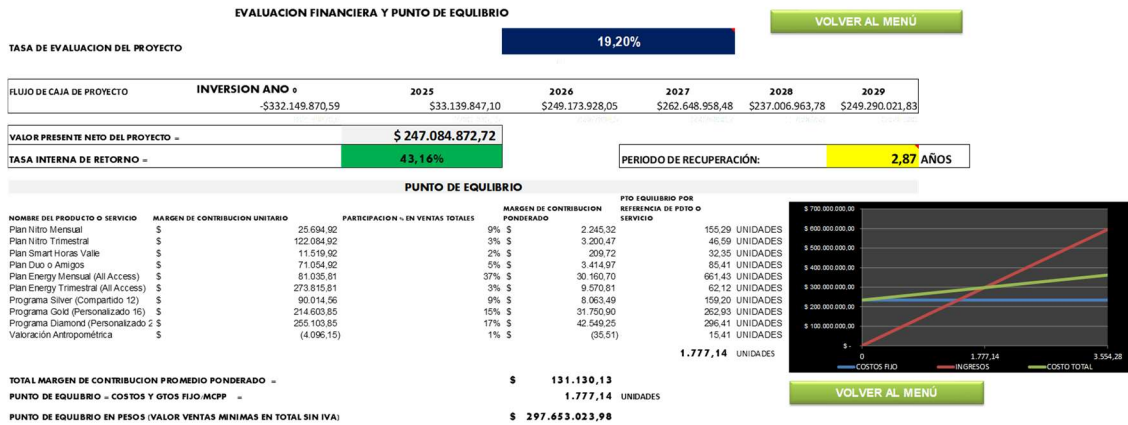 EVALUACION FINANCIERA Y PUNTO DE EQULIBRIO
VOLVER AL MENÚ
TASA DE EVALUACION DEL PROYECTO 19,20%
FLUJO DE CAJA DE PROYECTO INVERSION ANO 0 2025 2026 2027 2028 2029
-$332.149.870,59 $33.139.847,10 $249.173.928,05 $262.648.958,48 $237.006.963,78 $249.290.021,83
VALOR PRESENTE NETO DEL PROYECTO = $ 247.084.872,72
TASA INTERNA DE RETORNO = 43,16% PERIODO DE RECUPERACIÓN: 2,87 AÑOS
PUNTO DE EQULIBRIO
NOMBRE DEL PRODUCTO O SERVICIO MARGEN DE CONTRIBUCION UNITARIO PARTICIPACION % EN VENTAS TOTALES MARGEN DE CONTRIBUCION PONDERADO PTO EQUILIBRIO POR REFERENCIA DE PDTO O SERVICIO
Plan Nitro Mensual $ 25.694,92 9% $ 2.245,32 155,29 UNIDADES
Plan Nitro Trimestral $ 122.084,92 3% $ 3.200,47 46,59 UNIDADES
Plan Smart Horas Valle $ 11.519,92 2% $ 209,72 32,35 UNIDADES
Plan Duo o Amigos $ 71.054,92 5% $ 3.414,97 85,41 UNIDADES
Plan Energy Mensual (All Access) $ 81.035,81 37% $ 30.160,70 661,43 UNIDADES
Plan Energy Trimestral (All Access) $ 273.815,81 3% $ 9.570,81 62,12 UNIDADES
Programa Silver (Compartido 12) $ 90.014,56 9% $ 8.063,49 159,20 UNIDADES
Programa Gold (Personalizado 16) $ 214.603,85 15% $ 31.750,90 262,93 UNIDADES
Programa Diamond (Personalizado 2 $ 255.103,85 17% $ 42.549,25 296,41 UNIDADES
Valoración Antropométrica $ (4.096,15) 1% $ (35,51) 15,41 UNIDADES
1.777,14 UNIDADES
TOTAL MARGEN DE CONTRIBUCION PROMEDIO PONDERADO = $ 131.130,13
PUNTO DE EQULIBRIO = COSTOS Y GTOS FIJO/MCPP = 1.777,14 UNIDADES
PUNTO DE EQULIBRIO EN PESOS (VALOR VENTAS MINIMAS EN TOTAL SIN IVA) $ 297.653.023,98
$ 700.000.000,00
$ 600.000.000,00
$ 500.000.000,00
$ 400.000.000,00
$ 300.000.000,00
$ 200.000.000,00
$ 100.000.000,00
$ -
0 1.777,14 3.554,28
COSTOS FIJO INGRESOS COSTO TOTAL
VOLVER AL MENÚ